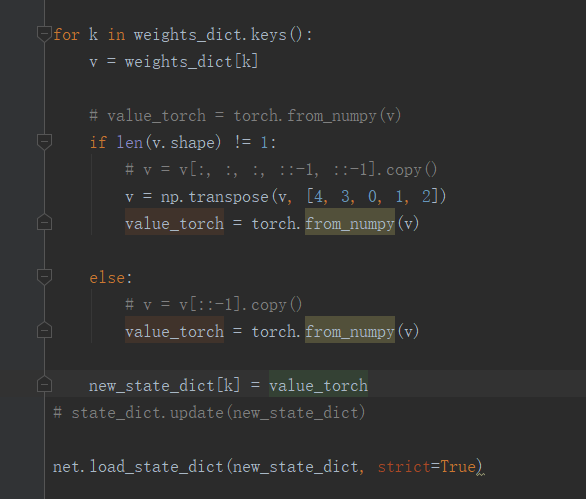 for k in weights_dict.keys():
    v = weights_dict[k]

    # value_torch = torch.from_numpy(v)
    if len(v.shape) != 1:
        # v = v[:, :, :, ::-1, ::-1].copy()
        v = np.transpose(v, [4, 3, 0, 1, 2])
        value_torch = torch.from_numpy(v)

    else:
        # v = v[::-1].copy()
        value_torch = torch.from_numpy(v)

    new_state_dict[k] = value_torch
# state_dict.update(new_state_dict)

net.load_state_dict(new_state_dict, strict=True)